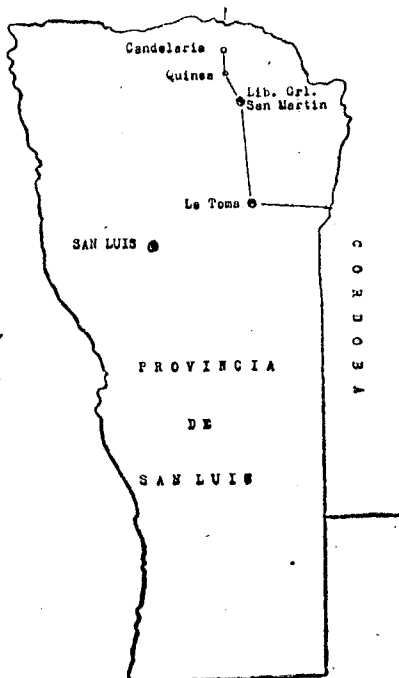 Candelaria
Quines
Lib. Grl.
San Martin
La Toma
SAN LUIS
CORDOBA
PROVINCIA
DE
SAN LUIS